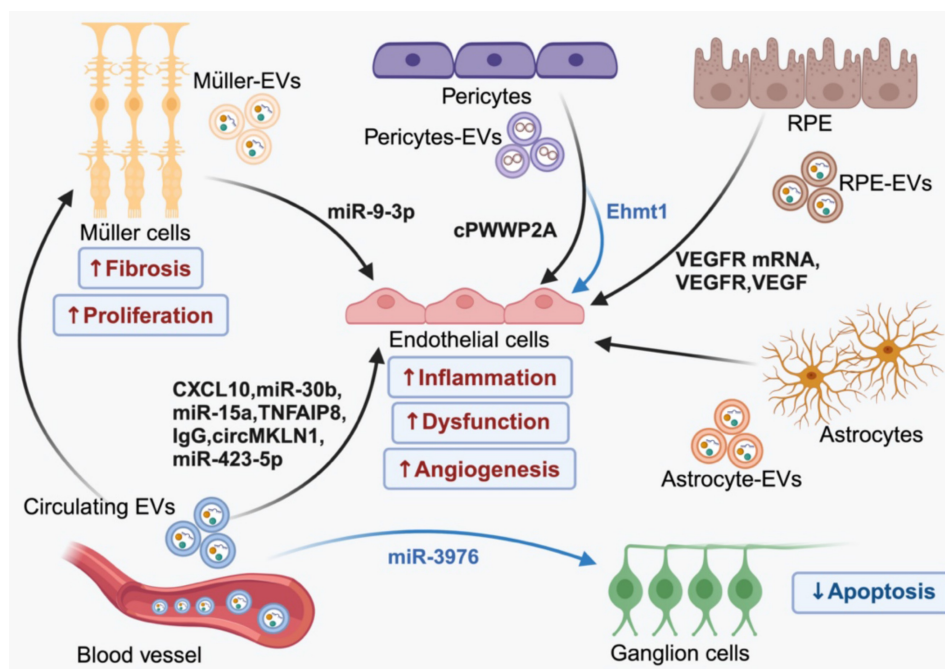 Müller-EVs
Müller cells
↑Fibrosis
↑Proliferation
Pericytes
Pericytes-EVs
RPE
RPE-EVs
miR-9-3p
cPWWP2A
Ehmt1
VEGFR mRNA,
VEGFR,VEGF
Endothelial cells
↑Inflammation
↑Dysfunction
↑Angiogenesis
CXCL10,miR-30b,
miR-15a,TNFAIP8,
IgG,circMKLN1,
miR-423-5p
Astrocytes
Astrocyte-EVs
Circulating EVs
miR-3976
Blood vessel
Ganglion cells
↓Apoptosis